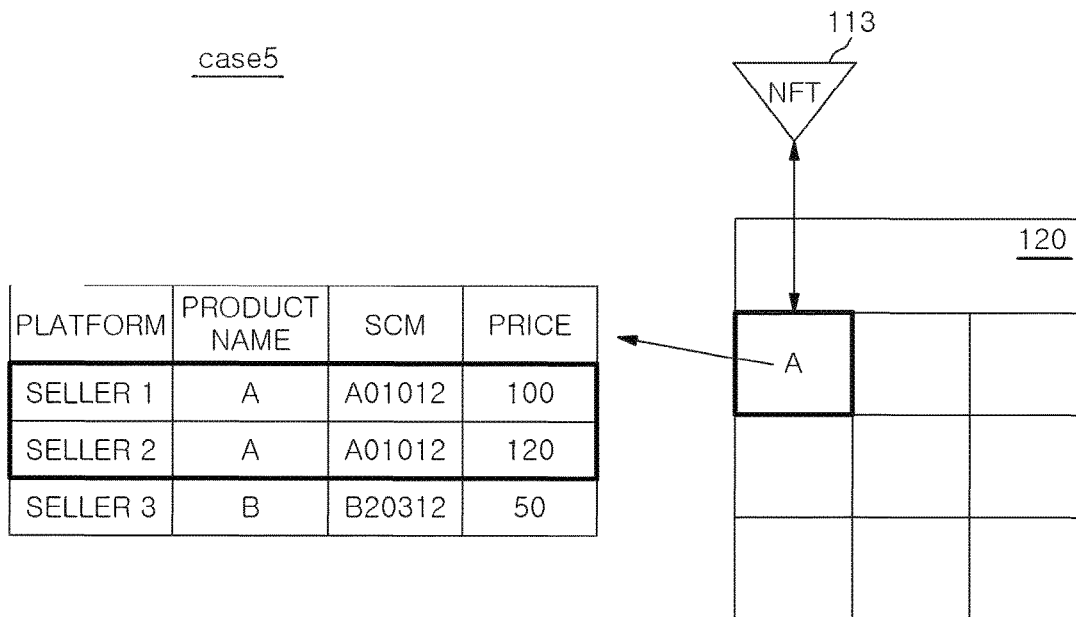 case5
113
NFT
120
A
PLATFORM PRODUCT NAME SCM PRICE
SELLER 1 A A01012 100
SELLER 2 A A01012 120
SELLER 3 B B20312 50